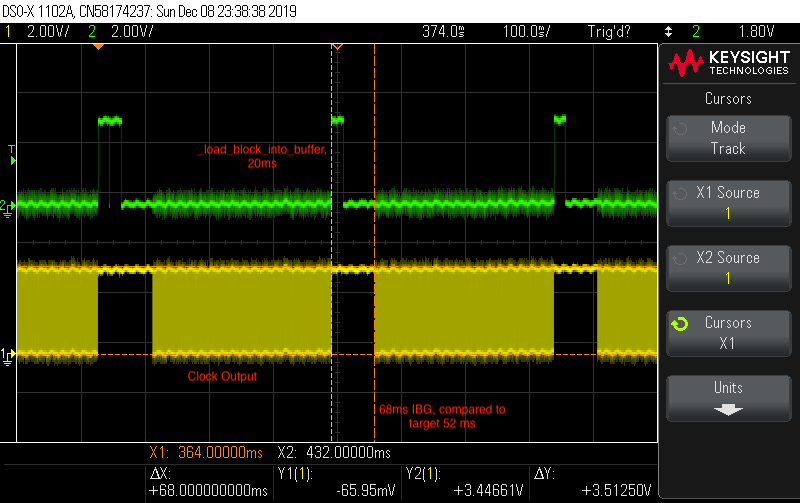 DSO-X 1102A, CN58174237: Sun Dec 08 23:38:38 2019
1 2.00V/ 2 2.00V/ 374.0ms 100.0ms/ Trig'd? 2 1.80V
KEYSIGHT
TECHNOLOGIES
Cursors
Mode
Track
X1 Source
1
X2 Source
1
Cursors
X1
Units
T
_load_block_into_buffer,
20ms
2
1
Clock Output
68ms IBG, compared to
target 52 ms
X1: 364.00000ms X2: 432.00000ms
ΔX: Y1(1): Y2(1): ΔY:
+68.000000000ms -65.95mV +3.44661V +3.51250V